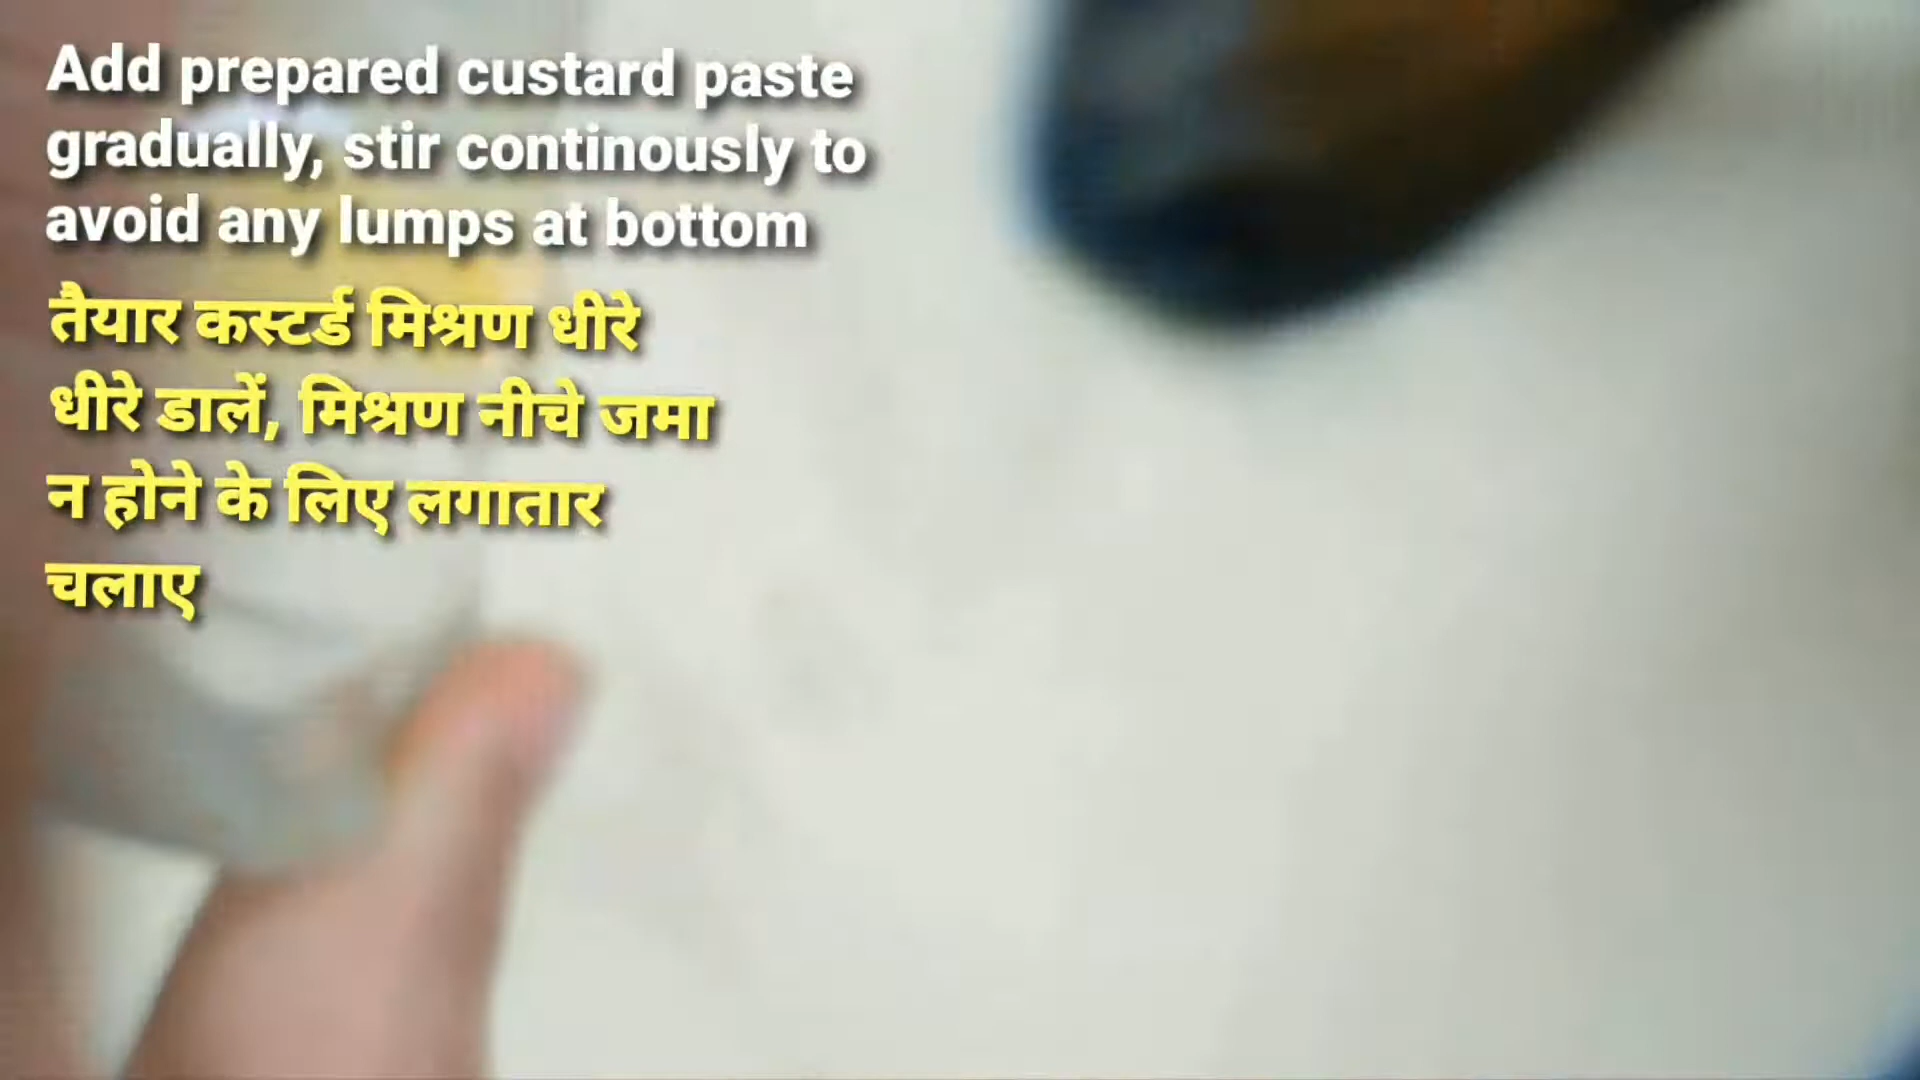 Add prepared custard paste
gradually, stir continously to
avoid any lumps at bottom
तैयार कस्टर्ड मिश्रण धीरे
धीरे डालें, मिश्रण नीचे जमा
न होने के लिए लगातार
चलाए